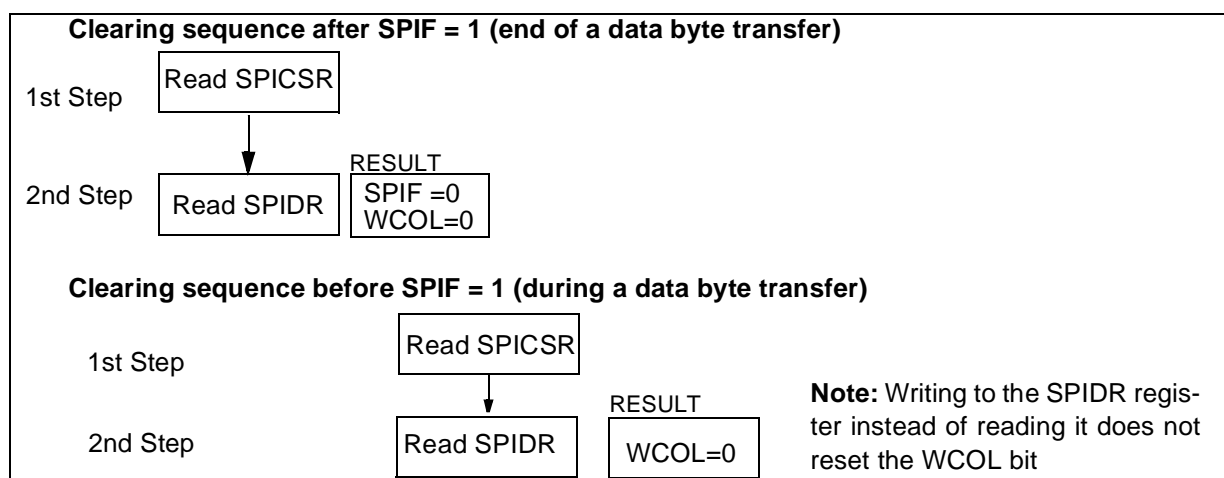 Clearing sequence after SPIF = 1 (end of a data byte transfer)
1st Step
Read SPICSR
2nd Step
Read SPIDR
RESULT
SPIF =0
WCOL=0
Clearing sequence before SPIF = 1 (during a data byte transfer)
1st Step
Read SPICSR
2nd Step
Read SPIDR
RESULT
WCOL=0
Note: Writing to the SPIDR regis-
ter instead of reading it does not
reset the WCOL bit